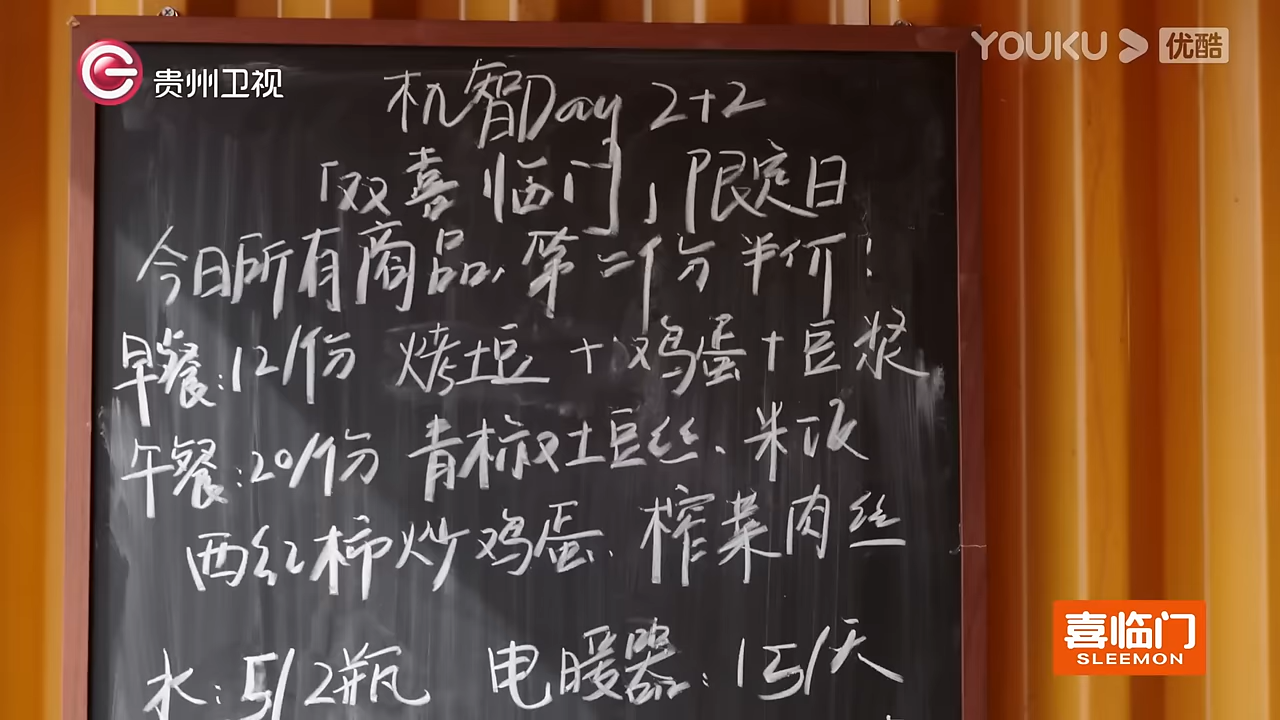 贵州卫视
YOUKU 优酷
机智Day 2+2
「双喜临门」限定日
今日所有商品,第二份半价!
早餐:12/份 烤土豆+鸡蛋+豆浆
午餐:20/份 青椒土豆丝、米饭
西红柿炒鸡蛋、榨菜肉丝
水:5/2瓶 电暖器:15/天
喜临门
SLEEMON